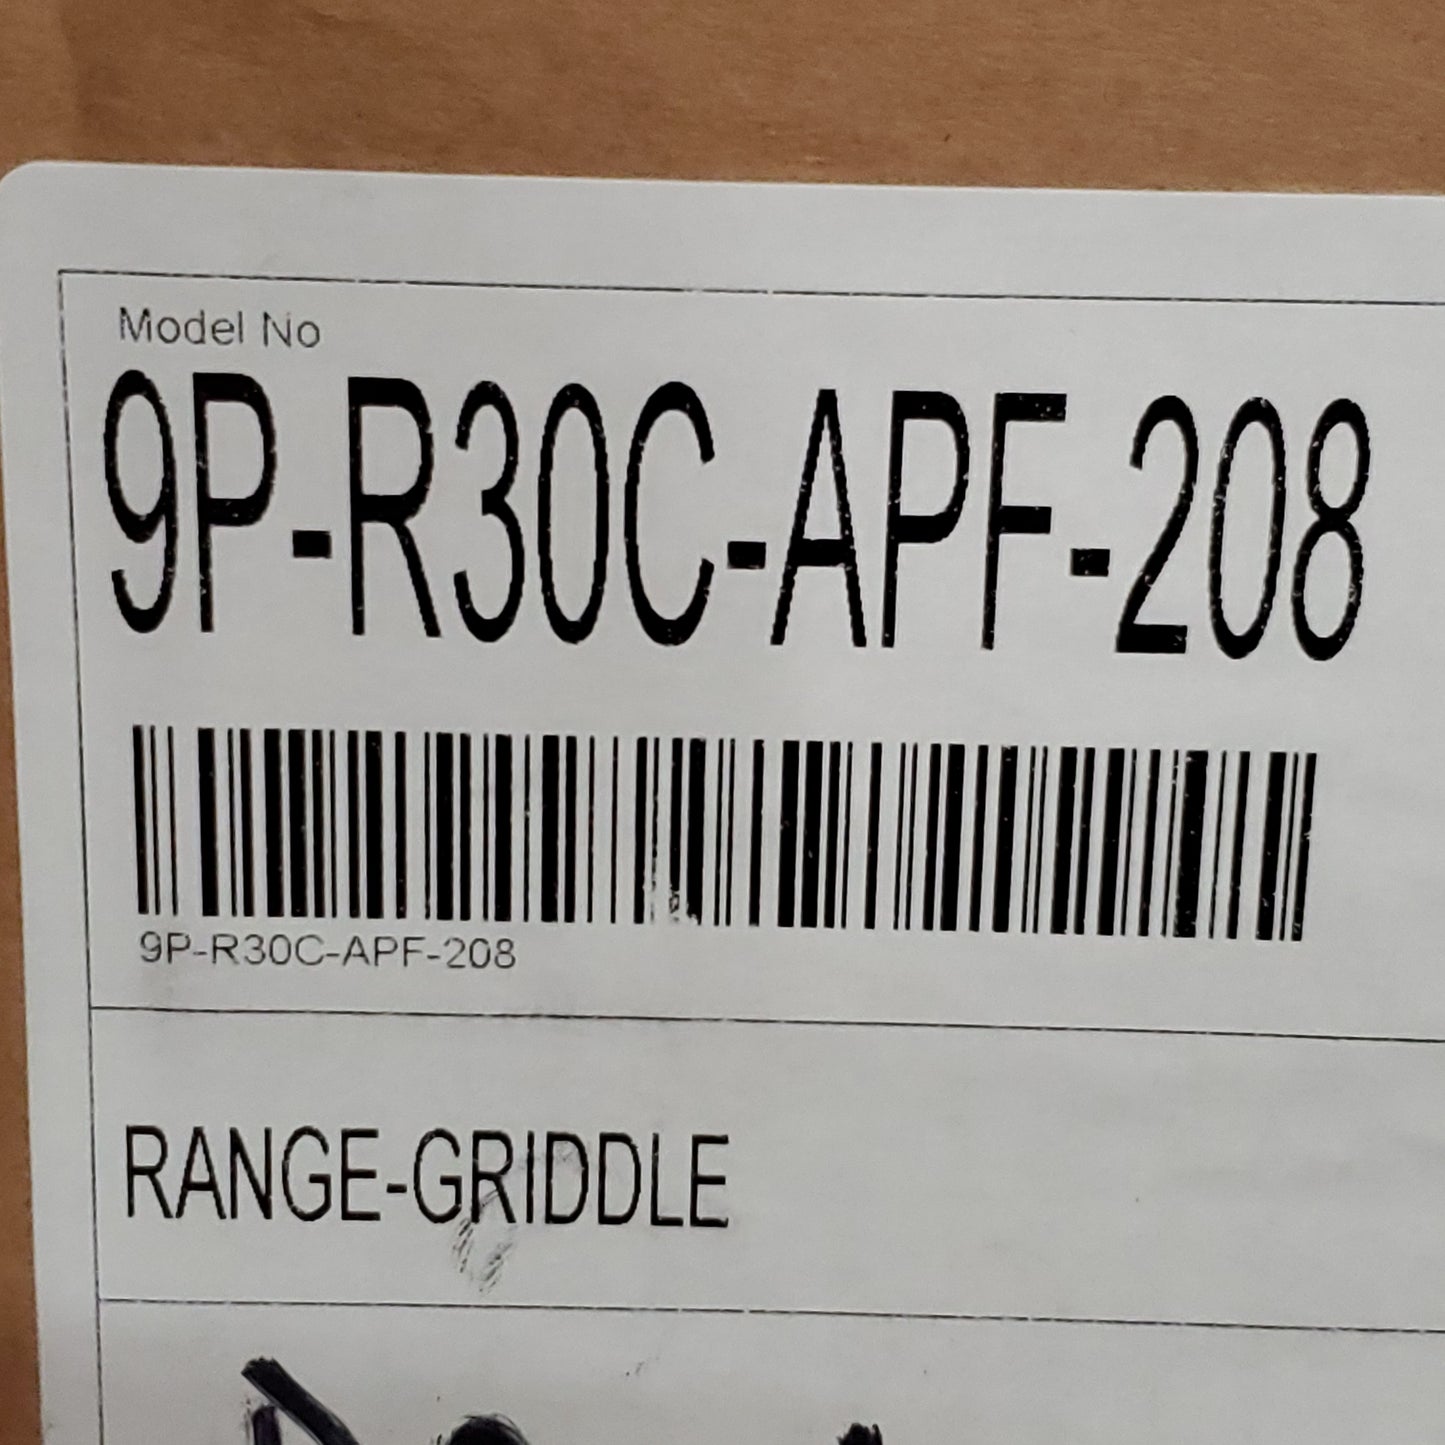 Model No
9P-R30C-APF-208
9P-R30C-APF-208
RANGE-GRIDDLE